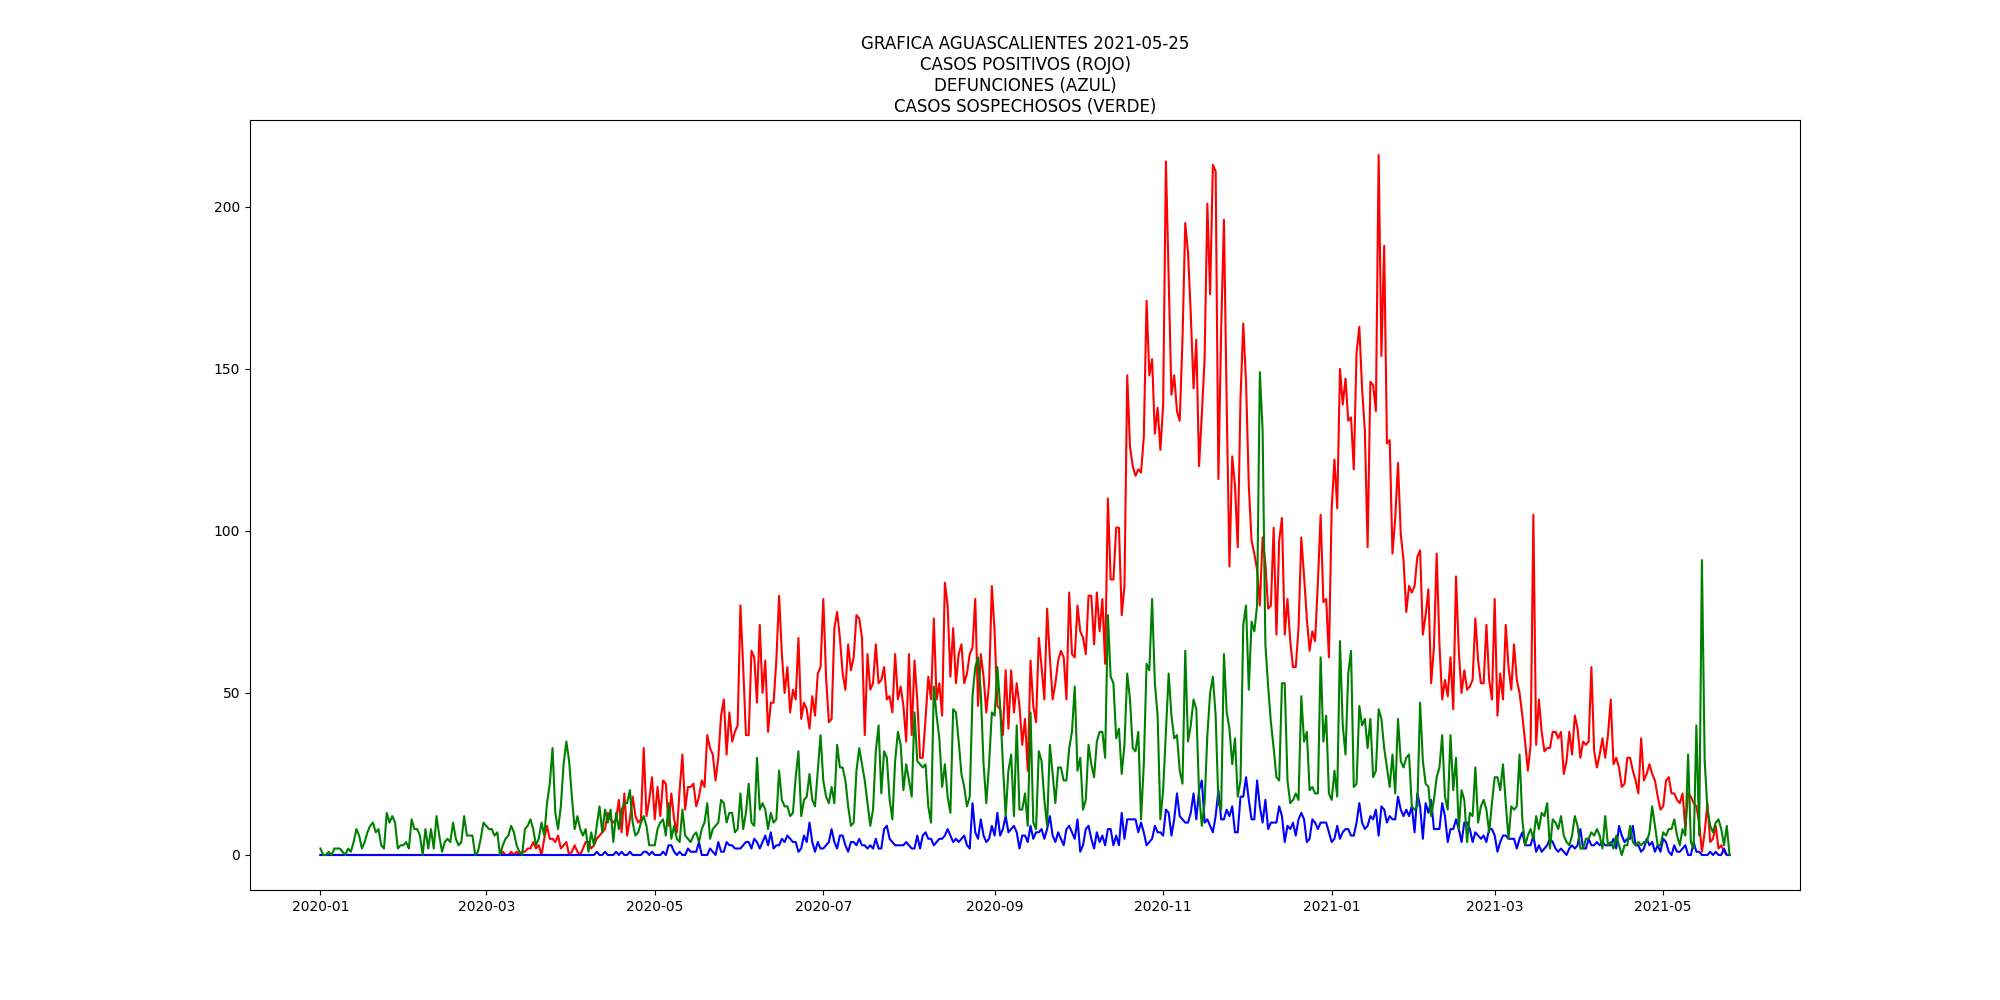 GRAFICA AGUASCALIENTES 2021-05-25
CASOS POSITIVOS (ROJO)
DEFUNCIONES (AZUL)
CASOS SOSPECHOSOS (VERDE)
200
150
100
50
0
2020-01 2020-03 2020-05 2020-07 2020-09 2020-11 2021-01 2021-03 2021-05